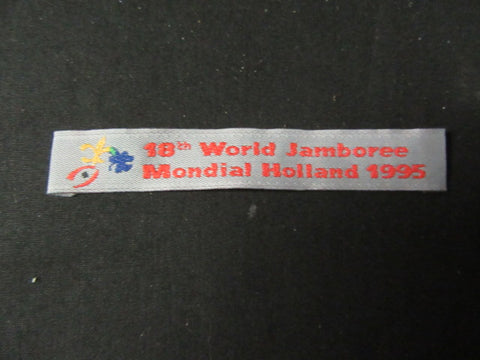 18th World Jamboree
Mondial Holland 1995